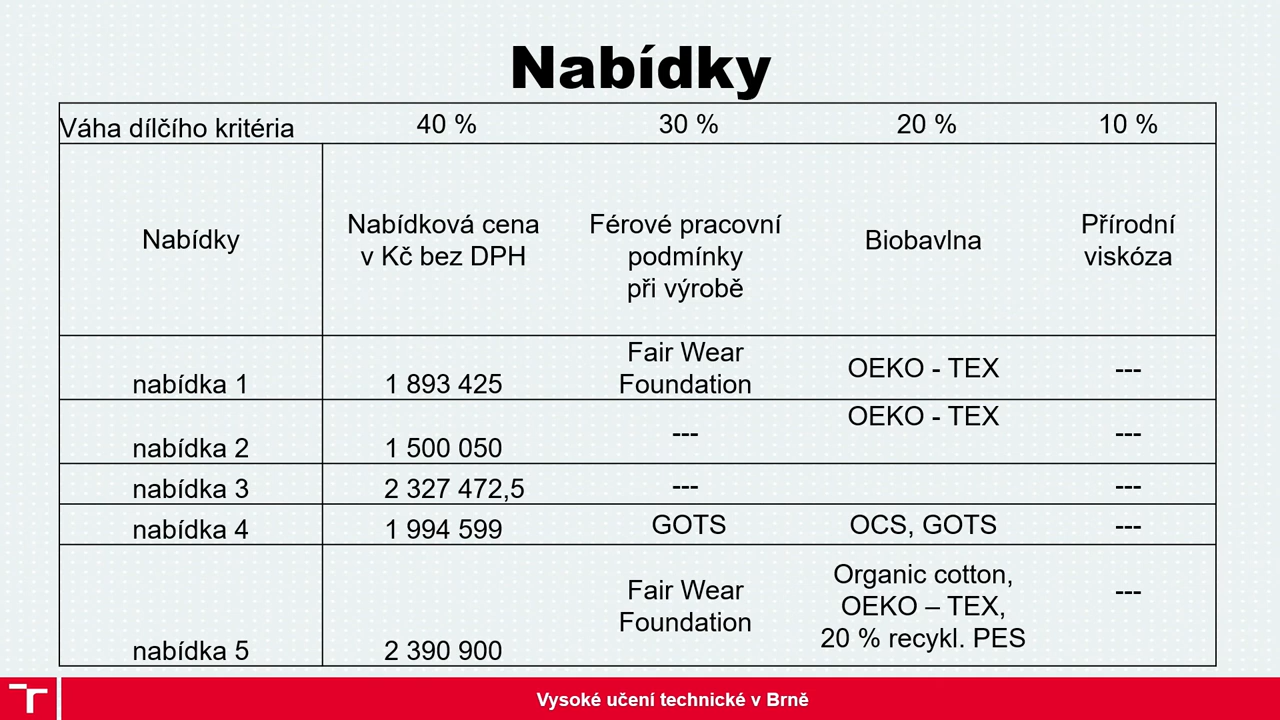 Nabídky
Váha dílčího kritéria 40 % 30 % 20 % 10 %
Nabídky
Nabídková cena
v Kč bez DPH
Férové pracovní
podmínky
při výrobě
Biobavlna
Přírodní
viskóza
nabídka 1
1 893 425
Fair Wear
Foundation
OEKO - TEX
---
nabídka 2
1 500 050
---
OEKO - TEX
---
nabídka 3
2 327 472,5
---
---
nabídka 4
1 994 599
GOTS
OCS, GOTS
---
nabídka 5
2 390 900
Fair Wear
Foundation
Organic cotton,
OEKO – TEX,
20 % recykl. PES
---
Vysoké učení technické v Brně